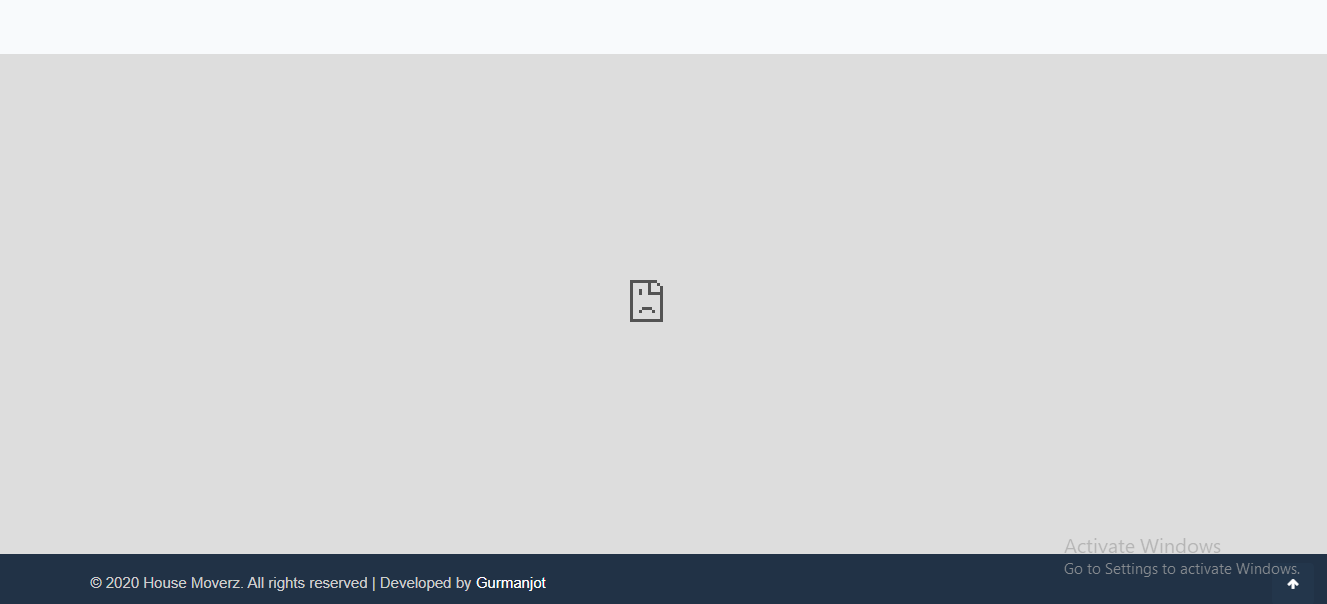 Activate Windows
Go to Settings to activate Windows.
© 2020 House Moverz. All rights reserved | Developed by Gurmanjot